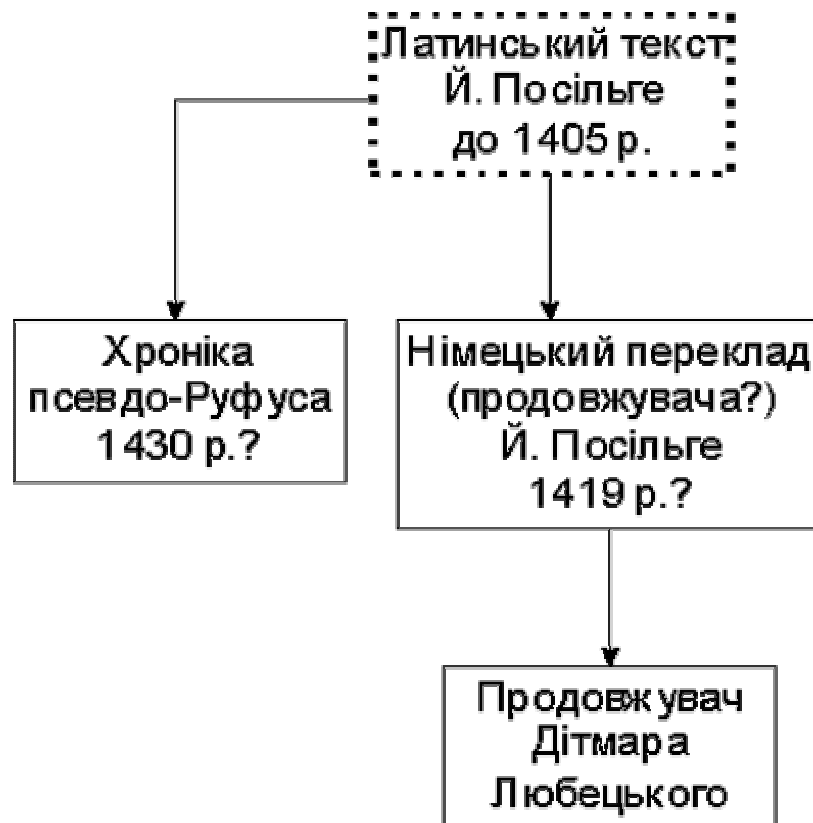 Латинський текст
Й. Посільге
до 1405 р.
Хроніка
псевдо-Руфуса
1430 р.?
Німецький переклад
(продовжувача?)
Й. Посільге
1419 р.?
Продовжувач
Дітмара
Любецького